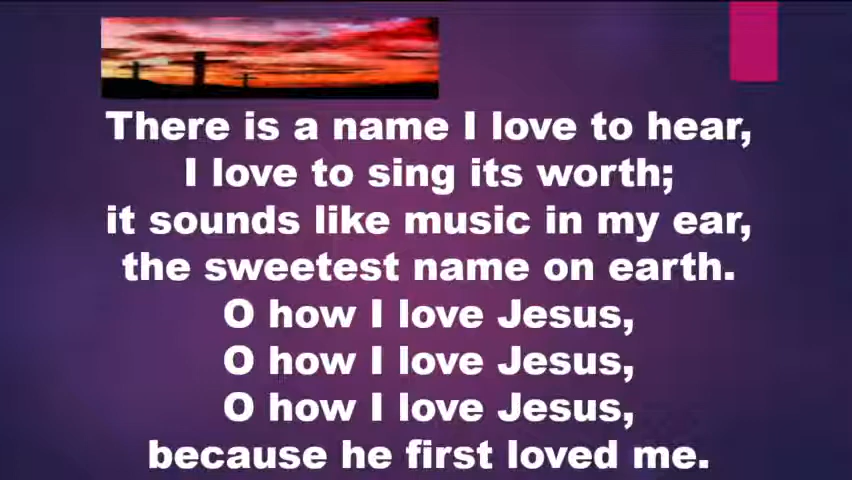 There is a name I love to hear,
I love to sing its worth;
it sounds like music in my ear,
the sweetest name on earth.
O how I love Jesus,
O how I love Jesus,
O how I love Jesus,
because he first loved me.